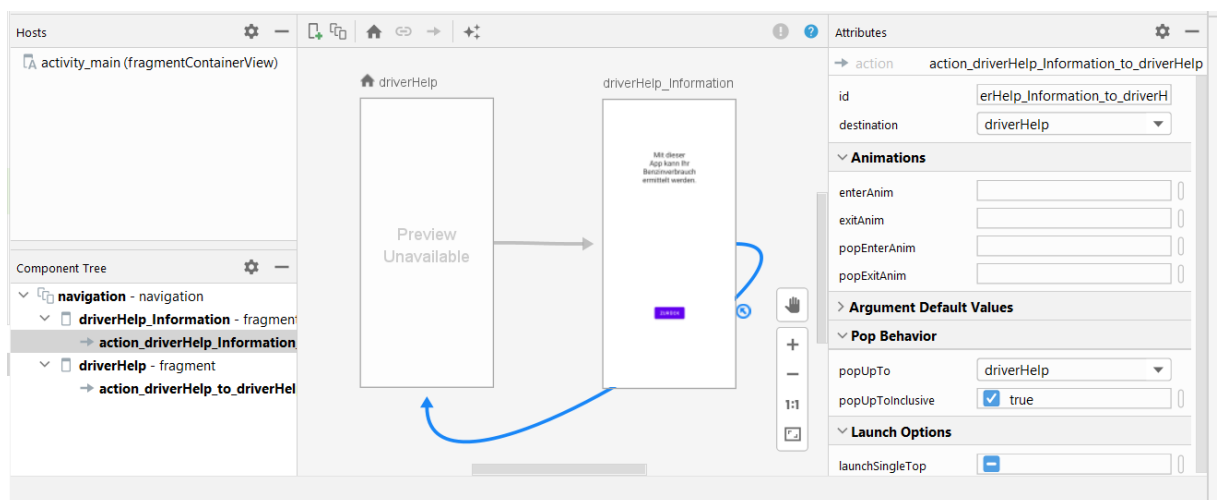 Hosts
activity_main (fragmentContainerView)
Component Tree
navigation - navigation
driverHelp_Information - fragment
action_driverHelp_Information_
driverHelp - fragment
action_driverHelp_to_driverHel
driverHelp
Preview
Unavailable
driverHelp_Information
Mit dieser
App kann Ihr
Benzinverbrauch
ermittelt werden.
ZURÜCK
1:1
Attributes
action action_driverHelp_Information_to_driverHelp
id erHelp_Information_to_driverH
destination driverHelp
Animations
enterAnim
exitAnim
popEnterAnim
popExitAnim
Argument Default Values
Pop Behavior
popUpTo driverHelp
popUpToInclusive true
Launch Options
launchSingleTop